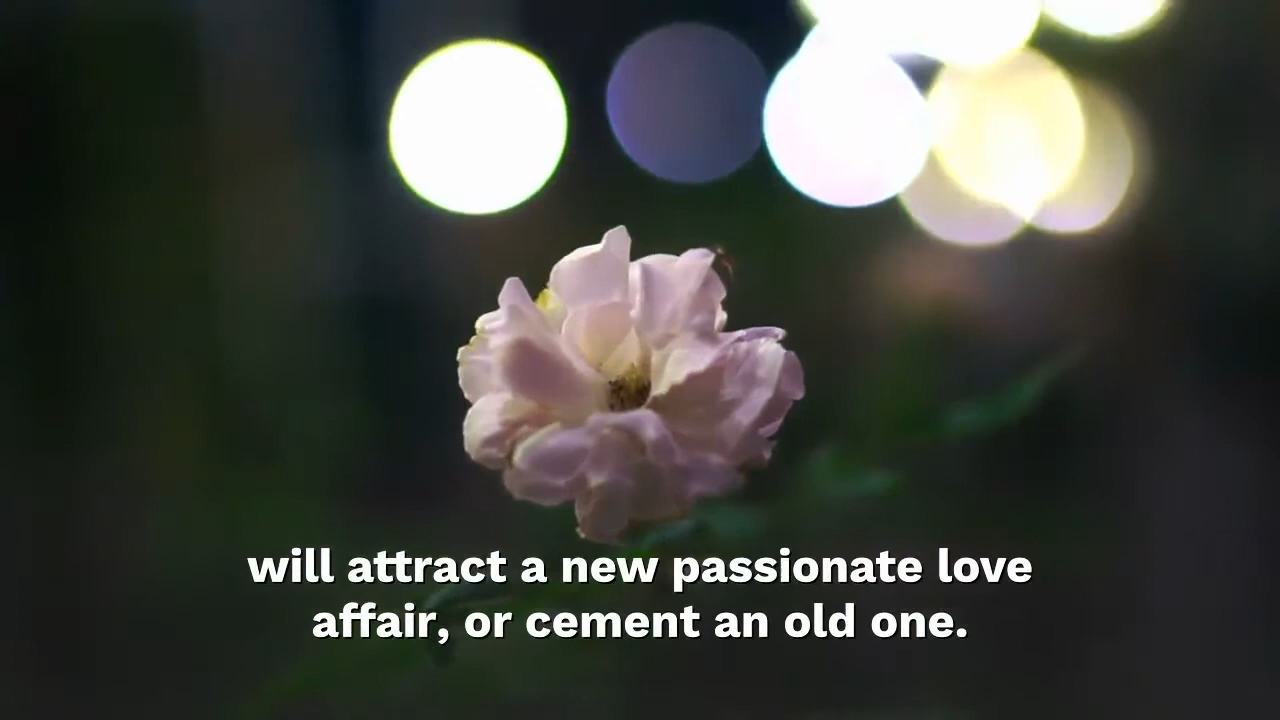 will attract a new passionate love
affair, or cement an old one.